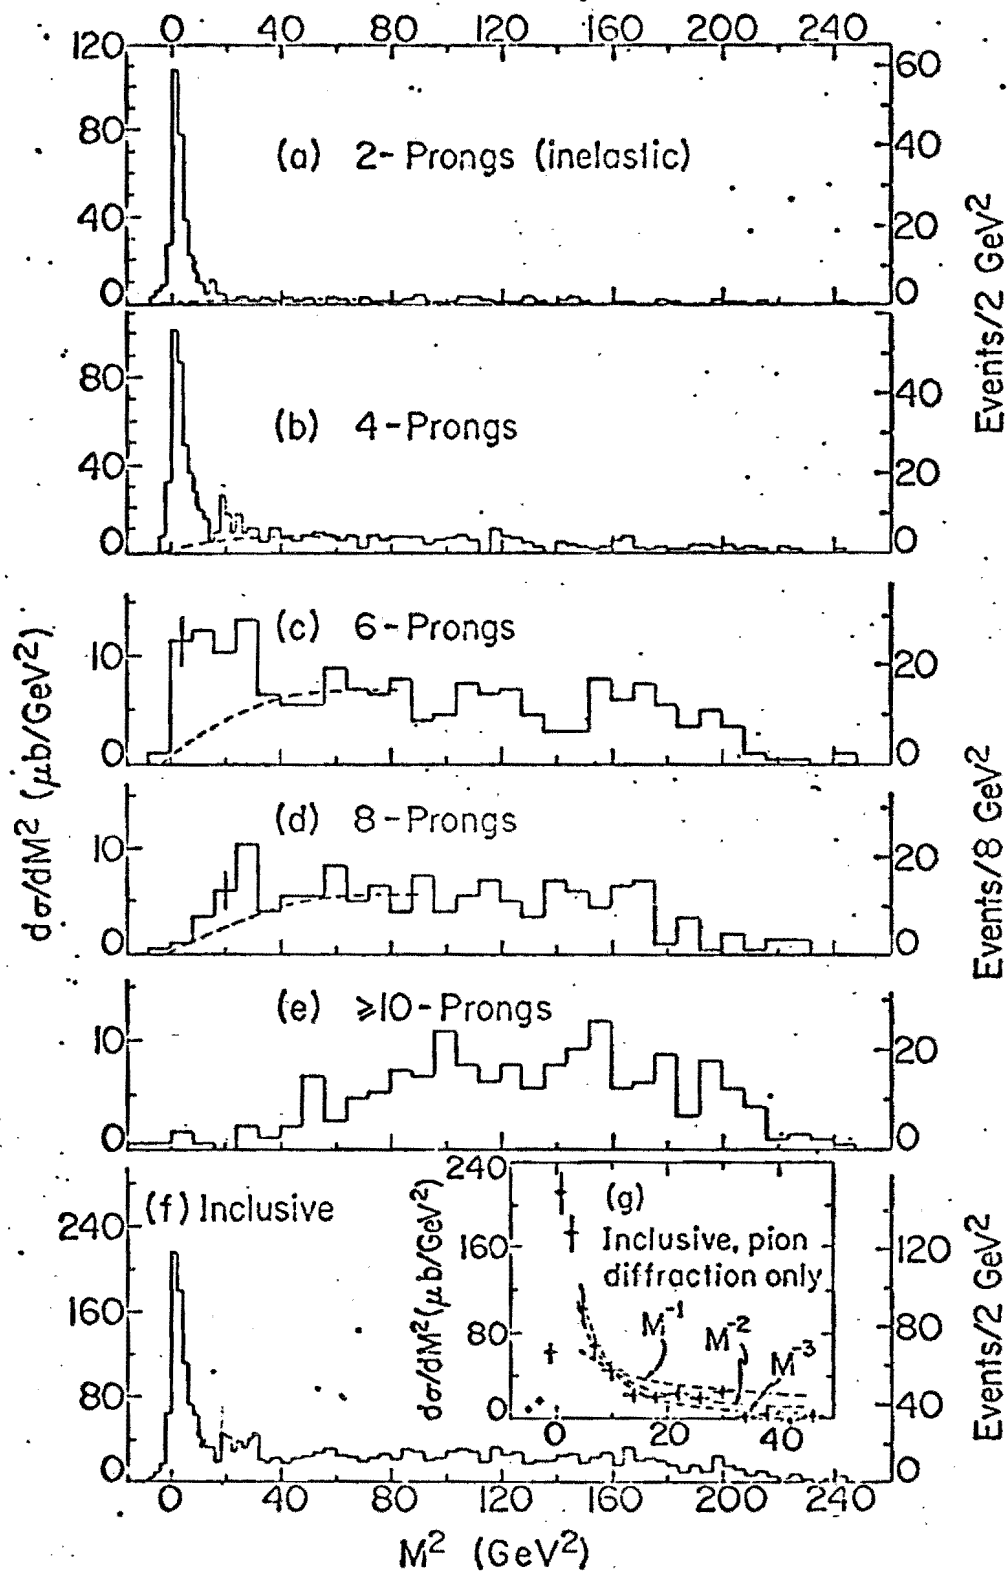 0 40 80 120 160 200 240
120
80
40
0
60
40
20
0
(a) 2-Prongs (inelastic)
Events/2 GeV²
80
40
0
40
20
0
(b) 4-Prongs
10
0
20
0
(c) 6-Prongs
dσ/dM² (μb/GeV²)
10
0
20
0
(d) 8-Prongs
Events/8 GeV²
10
0
20
0
(e) ≥10-Prongs
240
160
80
0
(f) Inclusive
120
80
40
0
Events/2 GeV²
240
160
80
0
dσ/dM² (μb/GeV²)
(g)
Inclusive, pion
diffraction only
M⁻¹
M⁻²
M⁻³
0 20 40
0 40 80 120 160 200 240
M² (GeV²)